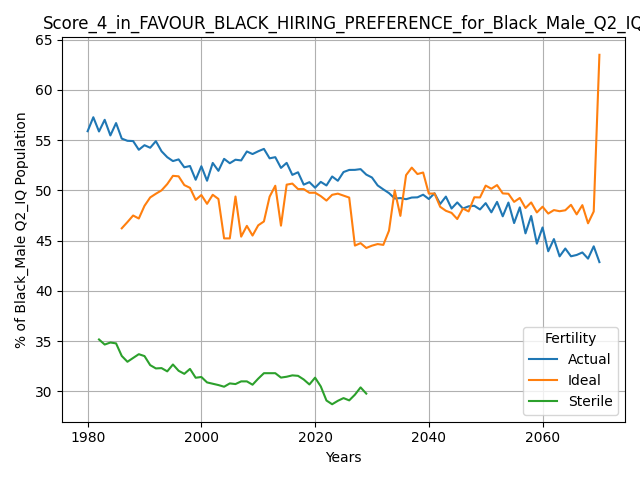 Score_4_in_FAVOUR_BLACK_HIRING_PREFERENCE_for_Black_Male_Q2_IQ
% of Black_Male Q2_IQ Population
65
60
55
50
45
40
35
30
1980
2000
2020
2040
2060
Years
Fertility
Actual
Ideal
Sterile